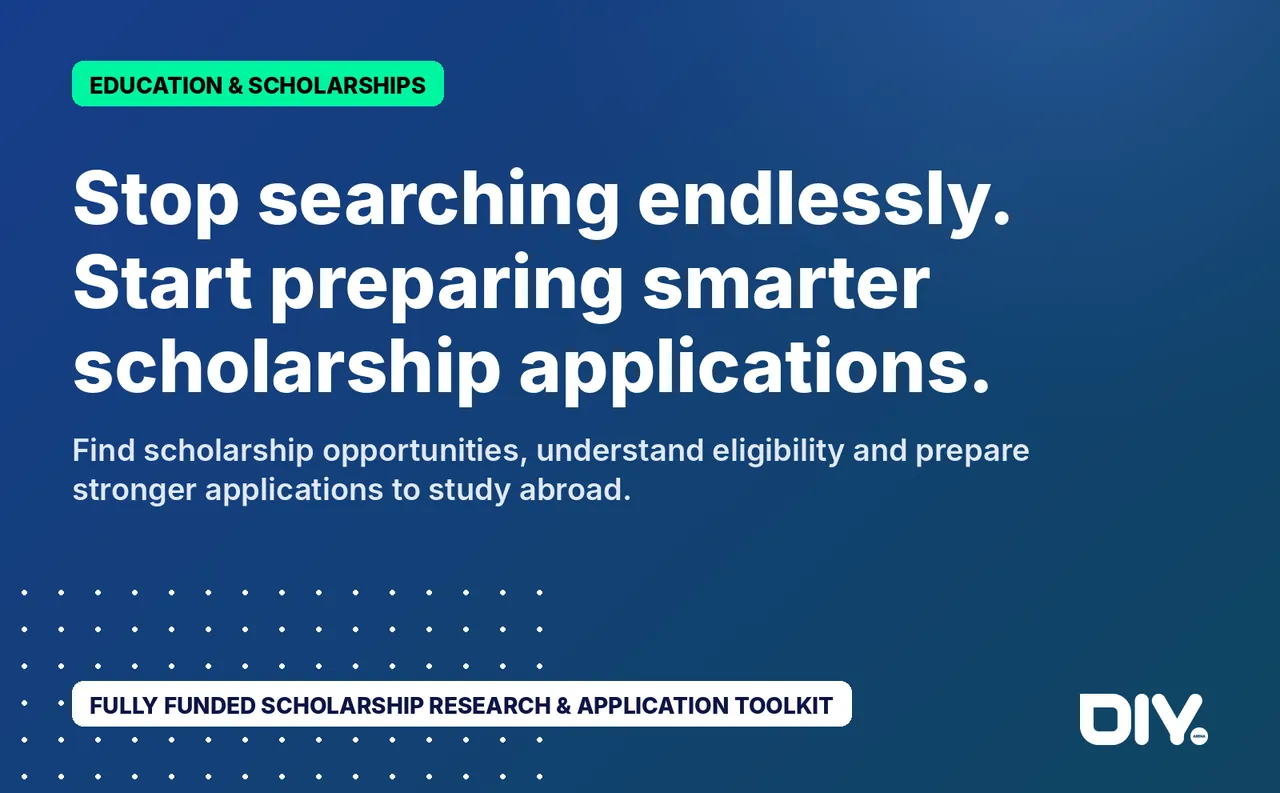 EDUCATION & SCHOLARSHIPS
Stop searching endlessly.
Start preparing smarter
scholarship applications.
Find scholarship opportunities, understand eligibility and prepare
stronger applications to study abroad.
FULLY FUNDED SCHOLARSHIP RESEARCH & APPLICATION TOOLKIT
DIY.